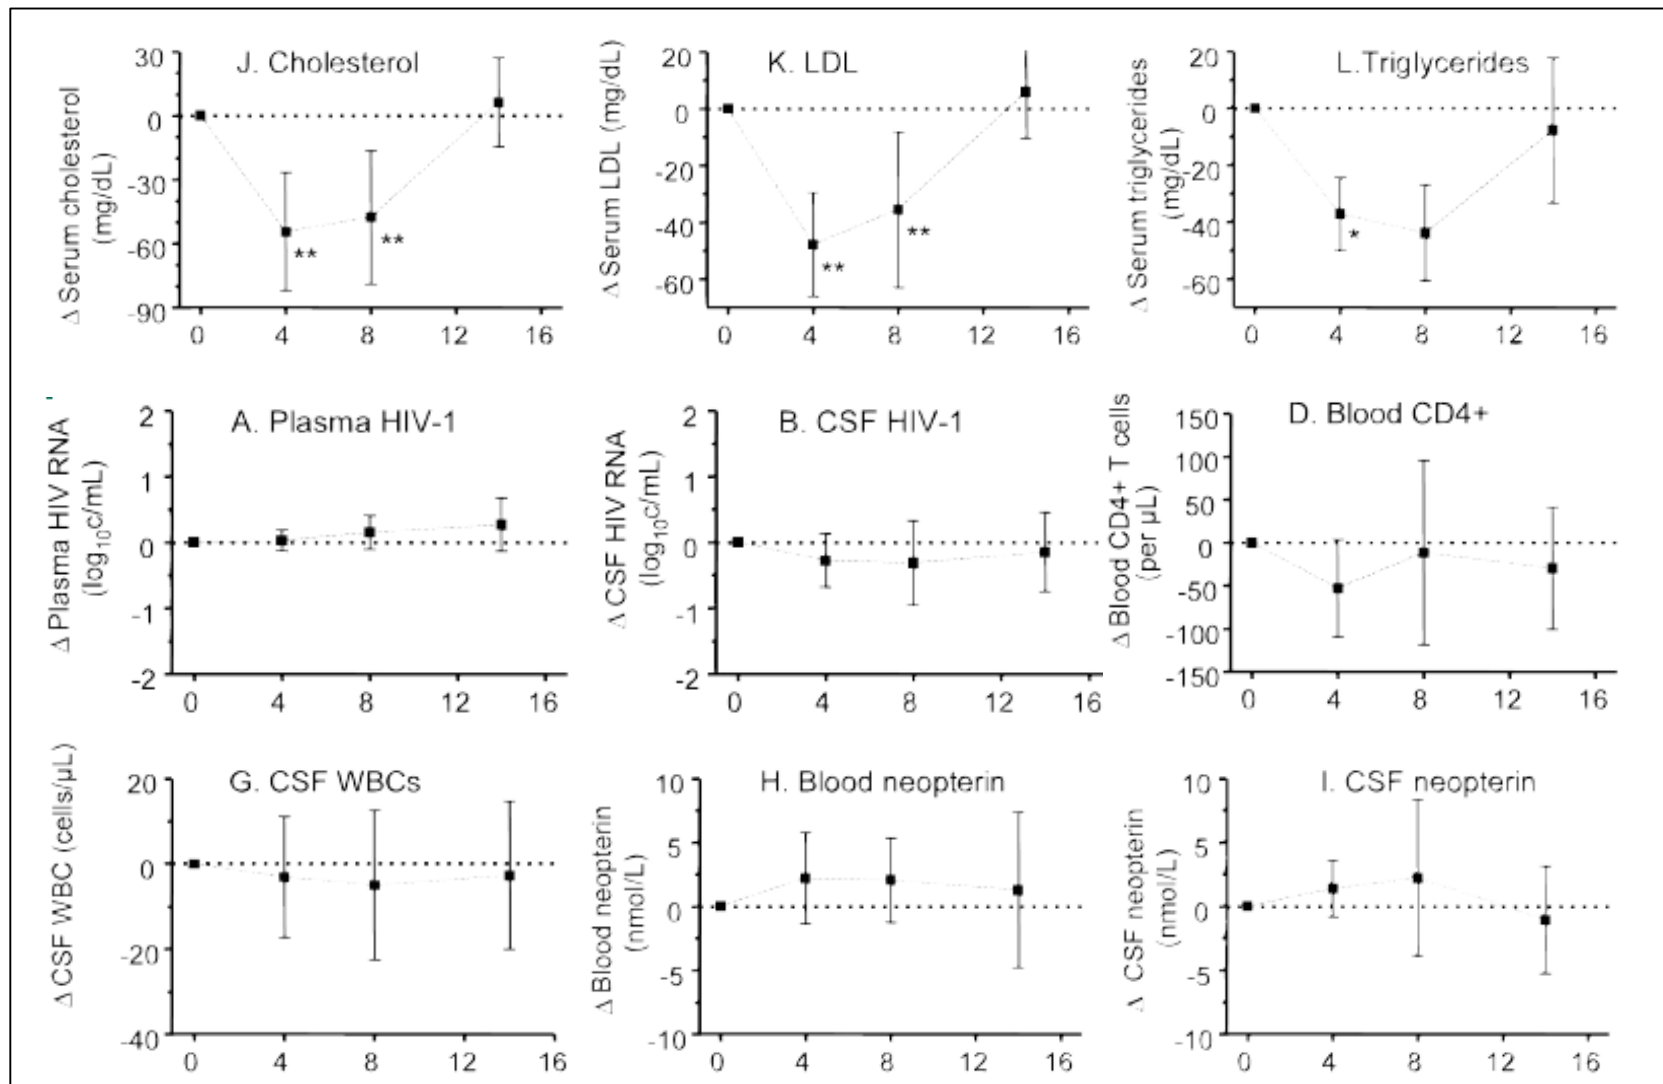 J. Cholesterol
Δ Serum cholesterol
(mg/dL)
30
0
-30
-60
-90
**
**
0 4 8 12 16
K. LDL
Δ Serum LDL (mg/dL)
20
0
-20
-40
-60
**
**
0 4 8 12 16
L.Triglycerides
Δ Serum triglycerides
(mg/dL)
20
0
-20
-40
-60
*
0 4 8 12 16
A. Plasma HIV-1
Δ Plasma HIV RNA
(log₁₀c/mL)
2
1
0
-1
-2
0 4 8 12 16
B. CSF HIV-1
Δ CSF HIV RNA
(log₁₀c/mL)
2
1
0
-1
-2
0 4 8 12 16
D. Blood CD4+
Δ Blood CD4+ T cells
(per µL)
150
100
50
0
-50
-100
-150
0 4 8 12 16
G. CSF WBCs
Δ CSF WBC (cells/µL)
20
0
-20
-40
0 4 8 12 16
H. Blood neopterin
Δ Blood neopterin
(nmol/L)
10
5
0
-5
-10
0 4 8 12 16
I. CSF neopterin
Δ CSF neopterin
(nmol/L)
10
5
0
-5
-10
0 4 8 12 16